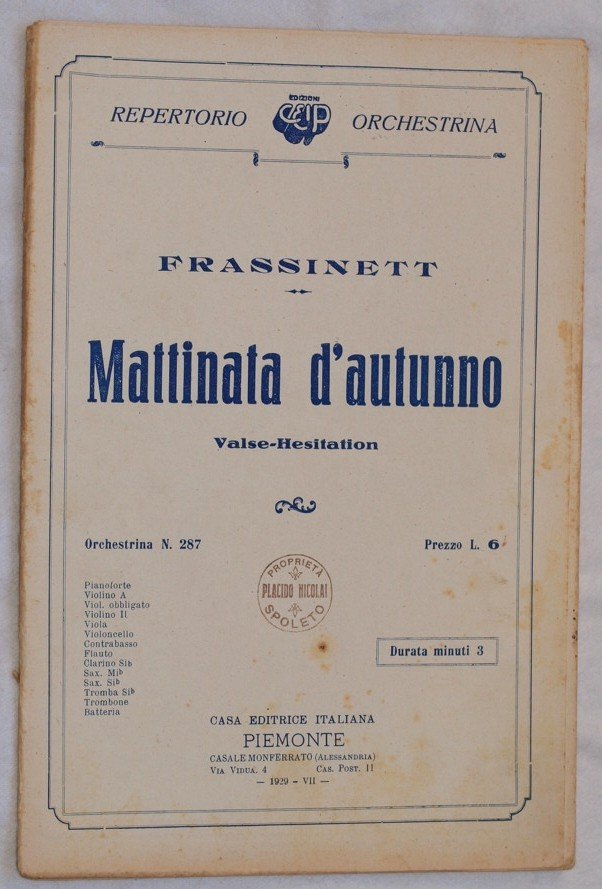 EDIZIONI
CEIP
REPERTORIO ORCHESTRINA
FRASSINETT
Mattinata d'autunno
Valse-Hesitation
Orchestrina N. 287
Prezzo L. 6
Pianoforte
Violino A
Viol. obbligato
Violino II
Viola
Violoncello
Contrabasso
Flauto
Clarino Sib
Sax. Mib
Sax. Sib
Tromba Sib
Trombone
Batteria
PROPRIETÀ
PLACIDO NICOLAI
SPOLETO
Durata minuti 3
CASA EDITRICE ITALIANA
PIEMONTE
CASALE MONFERRATO (ALESSANDRIA)
VIA VIDUA, 4 CAS. POST. 11
— 1929 - VII —